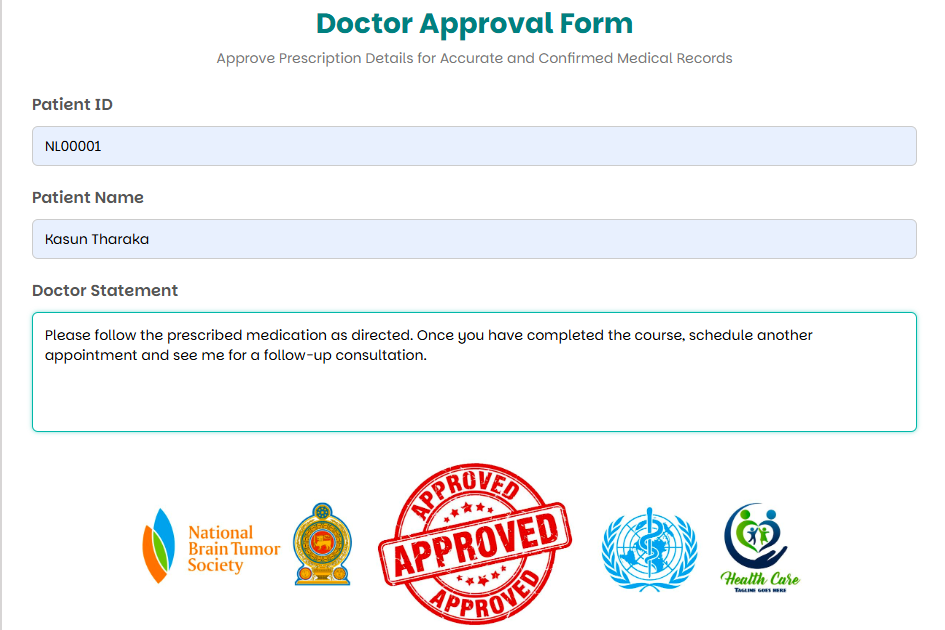 Doctor Approval Form
Approve Prescription Details for Accurate and Confirmed Medical Records
Patient ID
NL00001
Patient Name
Kasun Tharaka
Doctor Statement
Please follow the prescribed medication as directed. Once you have completed the course, schedule another
appointment and see me for a follow-up consultation.
National
Brain Tumor
Society
APPROVED
APPROVED
APPROVED
Health Care
TAGLINE GOES HERE